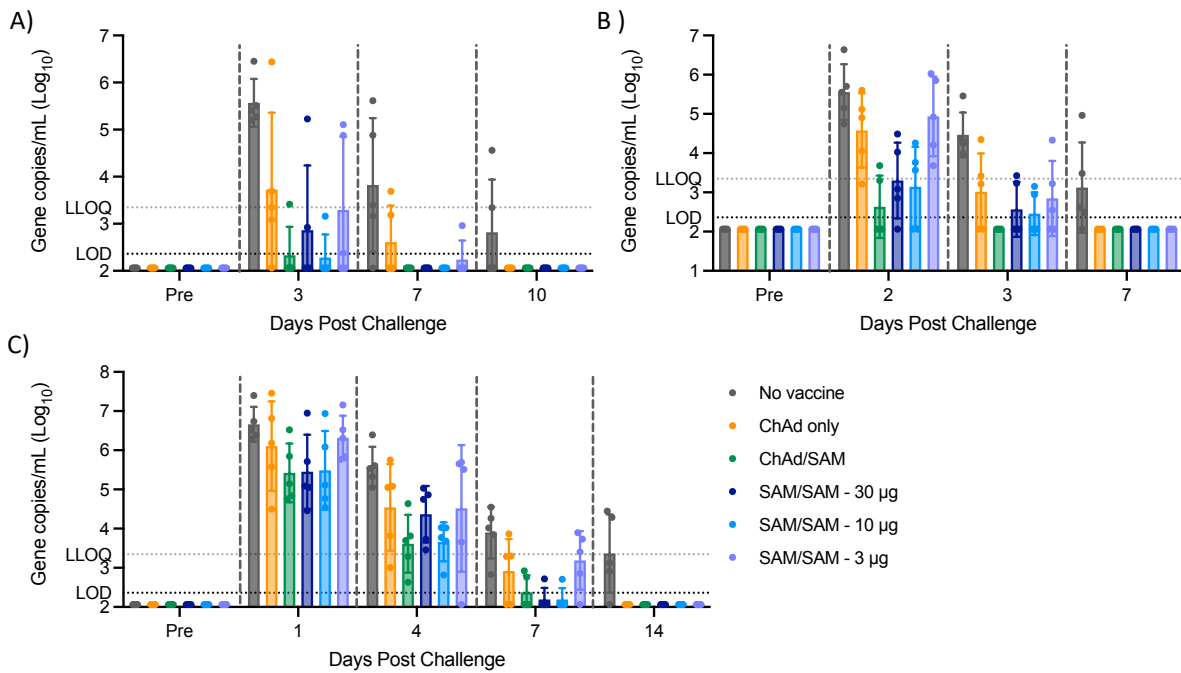 A)
Gene copies/mL (Log10)
7
6
5
4
LLOQ
3
LOD
2
Pre 3 7 10
Days Post Challenge
B )
Gene copies/mL (Log10)
7
6
5
4
LLOQ
3
LOD
2
1
Pre 2 3 7
Days Post Challenge
C)
Gene copies/mL (Log10)
8
7
6
5
4
LLOQ
3
LOD
2
Pre 1 4 7 14
Days Post Challenge
No vaccine
ChAd only
ChAd/SAM
SAM/SAM - 30 µg
SAM/SAM - 10 µg
SAM/SAM - 3 µg